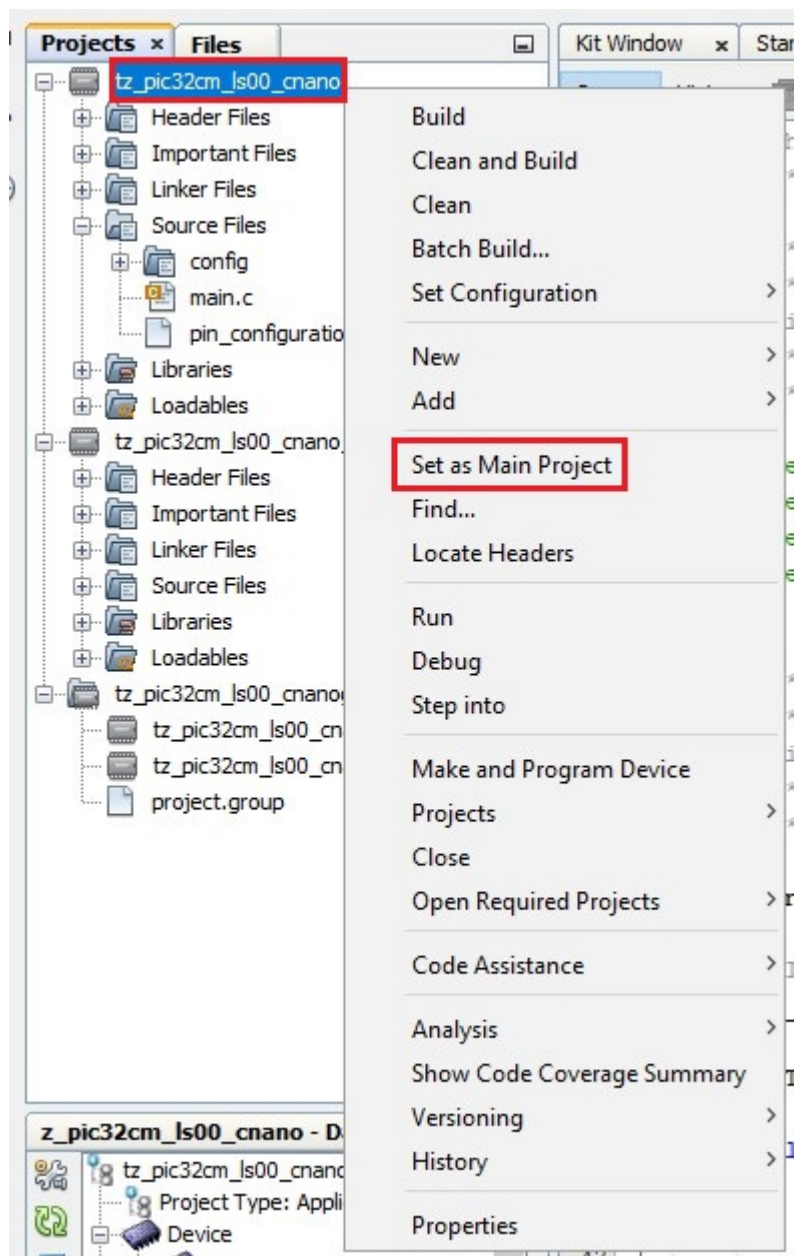 Projects × Files
Kit Window × Star
tz_pic32cm_ls00_cnano
Header Files
Important Files
Linker Files
Source Files
config
main.c
pin_configuratio
Libraries
Loadables
tz_pic32cm_ls00_cnano_
Header Files
Important Files
Linker Files
Source Files
Libraries
Loadables
tz_pic32cm_ls00_cnano
tz_pic32cm_ls00_cn
tz_pic32cm_ls00_cn
project.group
Build
Clean and Build
Clean
Batch Build...
Set Configuration
New
Add
Set as Main Project
Find...
Locate Headers
Run
Debug
Step into
Make and Program Device
Projects
Close
Open Required Projects
Code Assistance
Analysis
Show Code Coverage Summary
Versioning
History
Properties
z_pic32cm_ls00_cnano - D
tz_pic32cm_ls00_cnano
Project Type: Appli
Device